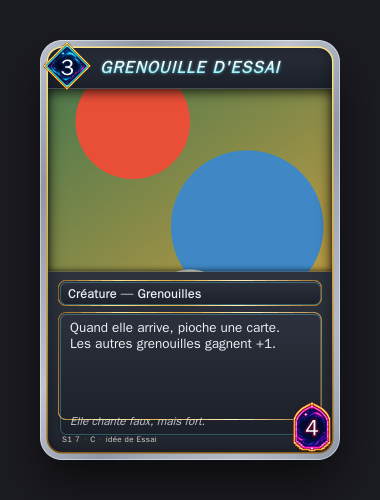 3
GRENOUILLE D'ESSAI
Créature — Grenouilles
Quand elle arrive, pioche une carte.
Les autres grenouilles gagnent +1.
Elle chante faux, mais fort.
4
S1 7 · C · idée de Essai